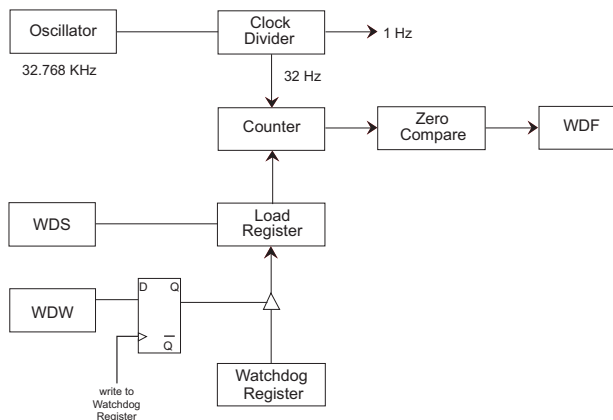 Oscillator
Clock
Divider
1 Hz
32.768 KHz
32 Hz
Counter
Zero
Compare
WDF
WDS
Load
Register
WDW
D
Q
Q
write to
Watchdog
Register
Watchdog
Register